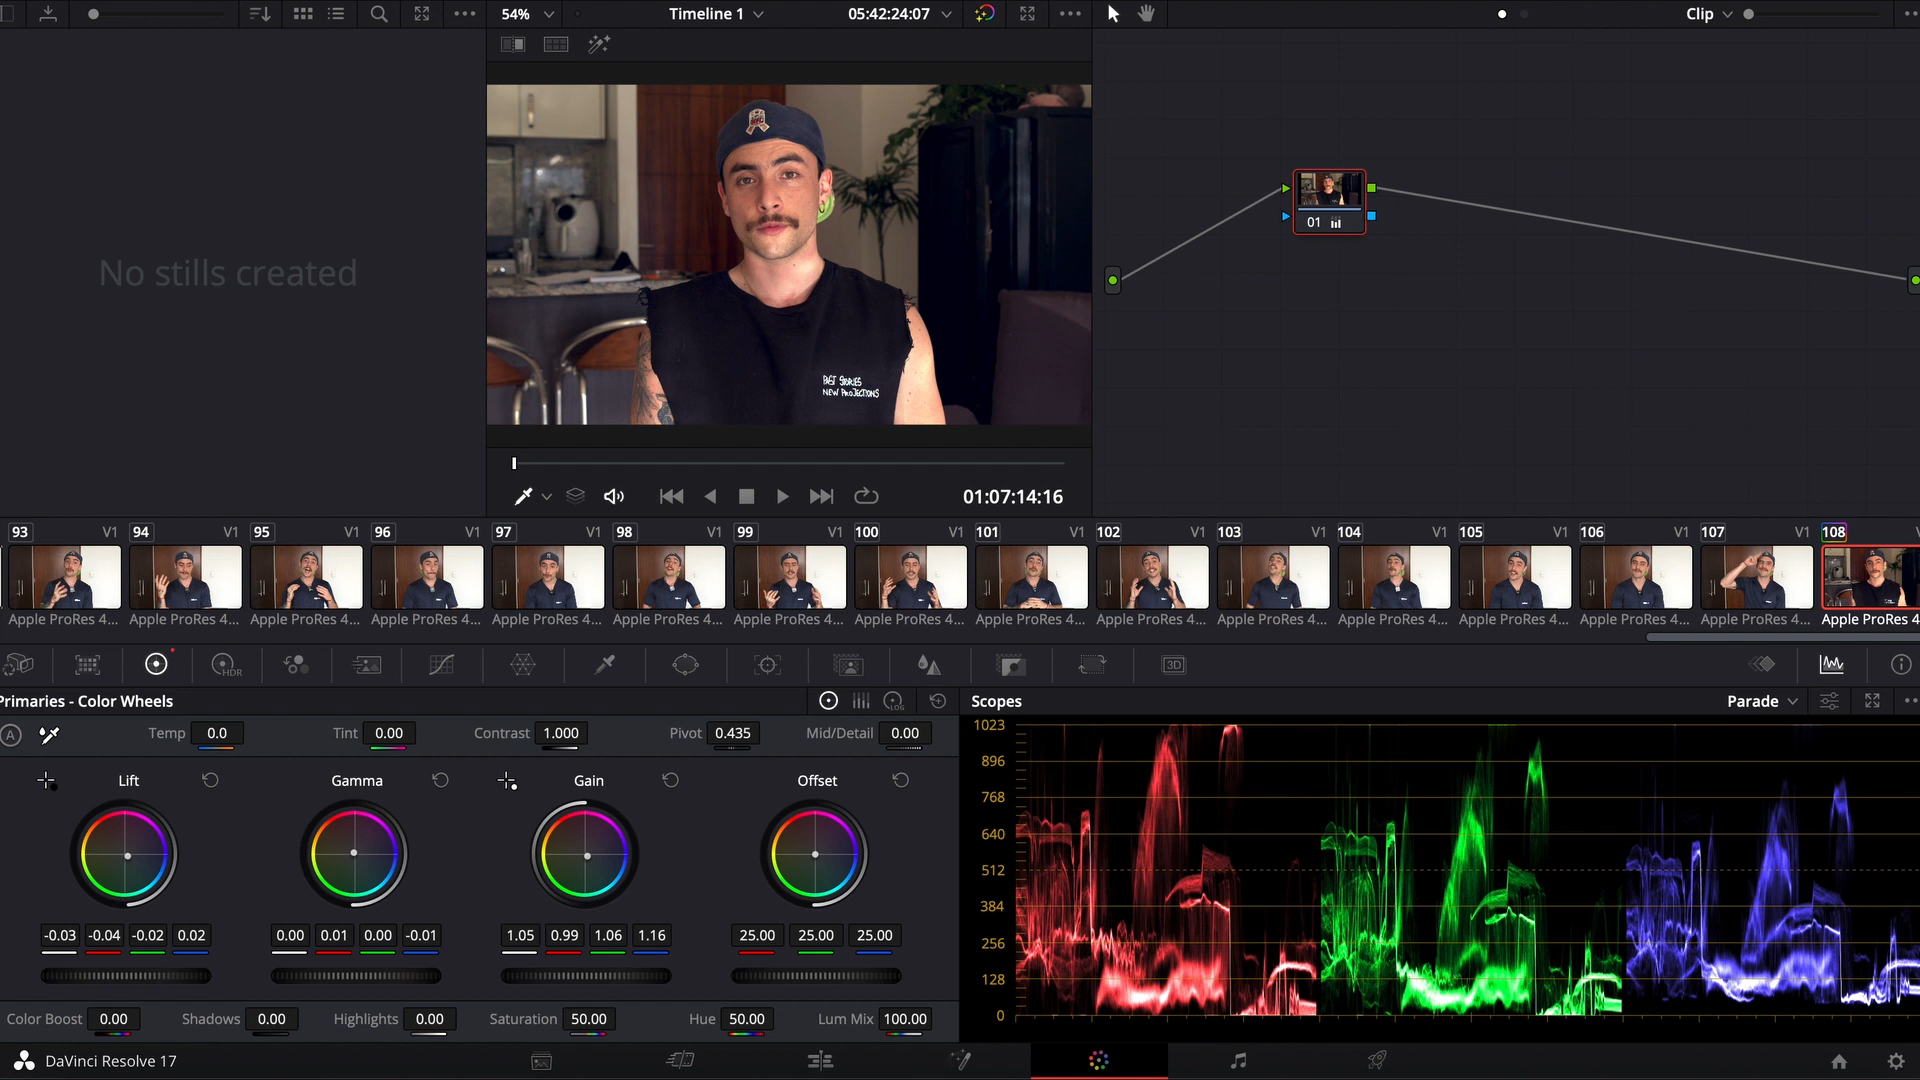 54%
Timeline 1
05:42:24:07
Clip
No stills created
PAST STORIES
NEW PROJECTIONS
01
01:07:14:16
93 V1 94 V1 95 V1 96 V1 97 V1 98 V1 99 V1 100 V1 101 V1 102 V1 103 V1 104 V1 105 V1 106 V1 107 V1 108
Apple ProRes 4... Apple ProRes 4... Apple ProRes 4... Apple ProRes 4... Apple ProRes 4... Apple ProRes 4... Apple ProRes 4... Apple ProRes 4... Apple ProRes 4... Apple ProRes 4... Apple ProRes 4... Apple ProRes 4... Apple ProRes 4... Apple ProRes 4... Apple ProRes 4... Apple ProRes 4
HDR
3D
Primaries - Color Wheels
LOG
A
Temp 0.0 Tint 0.00 Contrast 1.000 Pivot 0.435 Mid/Detail 0.00
Lift Gamma Gain Offset
-0.03 -0.04 -0.02 0.02 0.00 0.01 0.00 -0.01 1.05 0.99 1.06 1.16 25.00 25.00 25.00
Color Boost 0.00 Shadows 0.00 Highlights 0.00 Saturation 50.00 Hue 50.00 Lum Mix 100.00
Scopes
Parade
1023
896
768
640
512
384
256
128
0
DaVinci Resolve 17